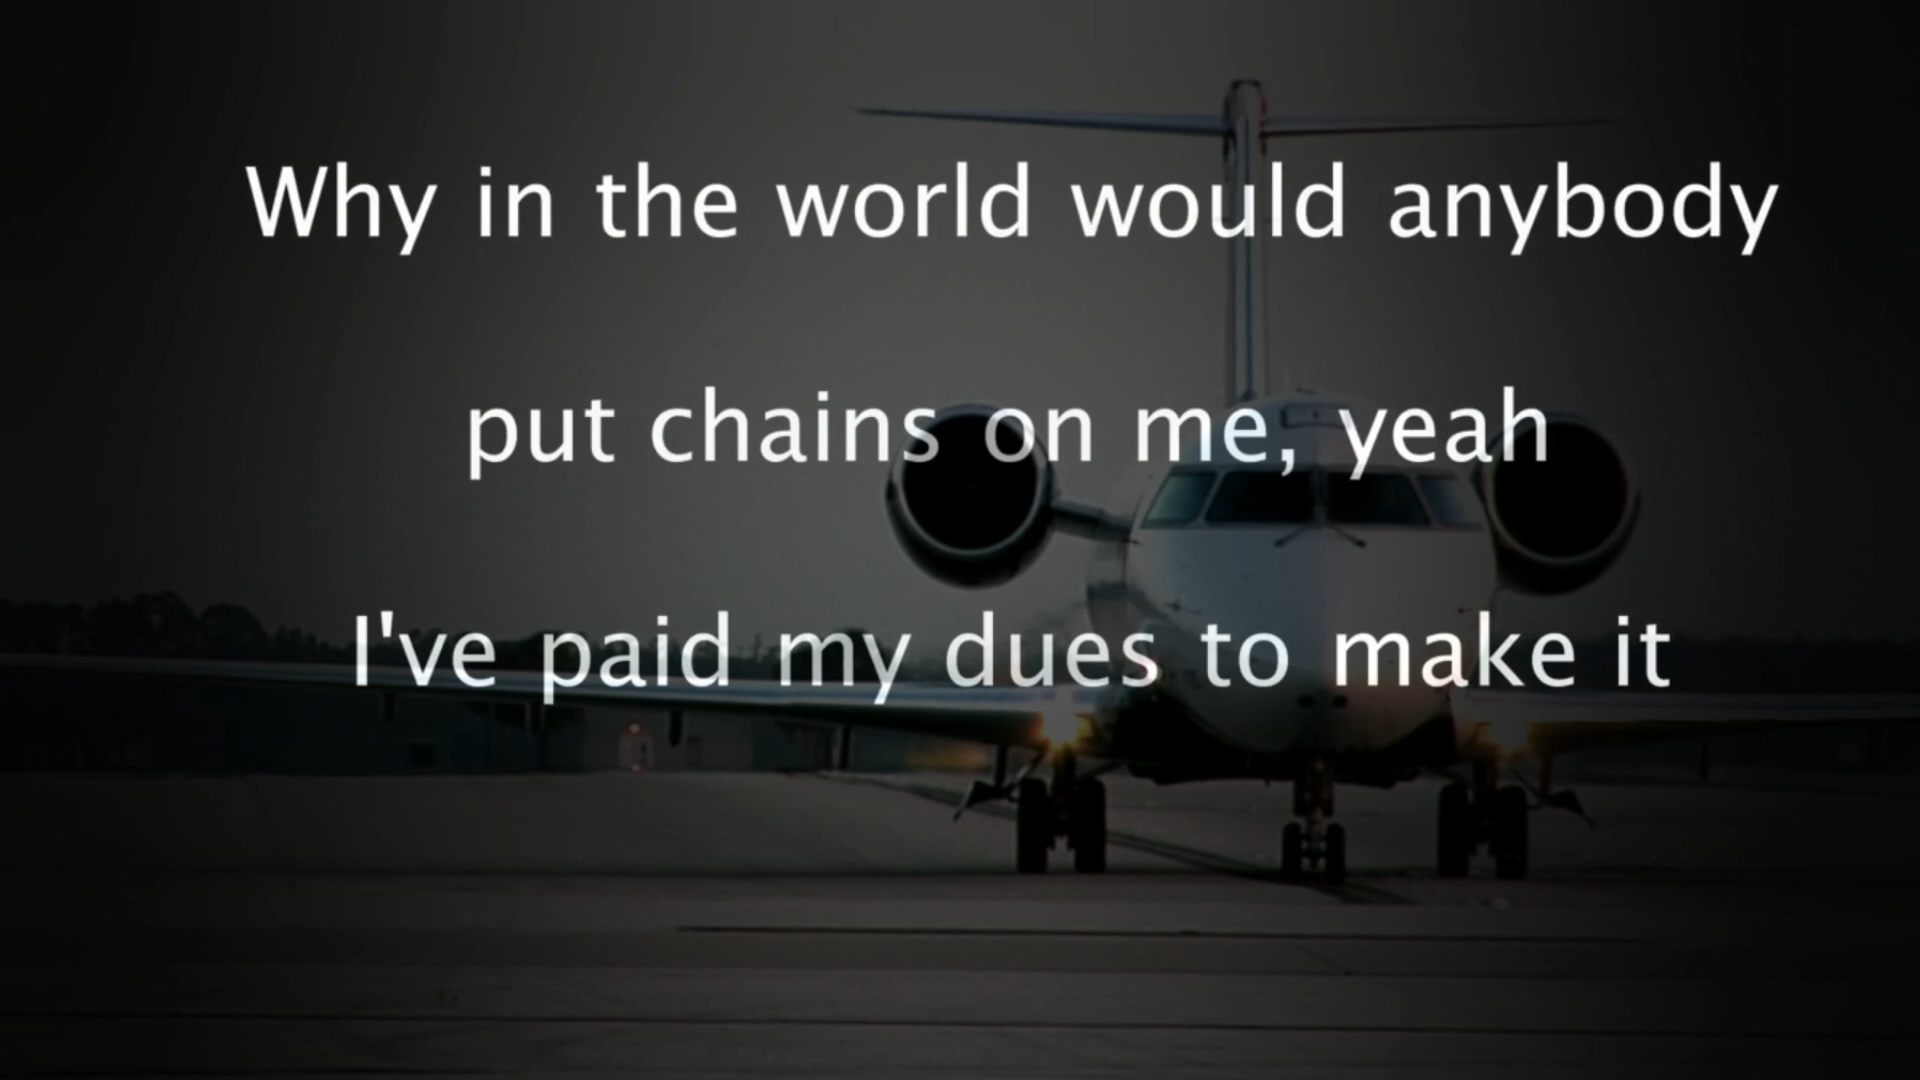 Why in the world would anybody
put chains on me, yeah
I've paid my dues to make it